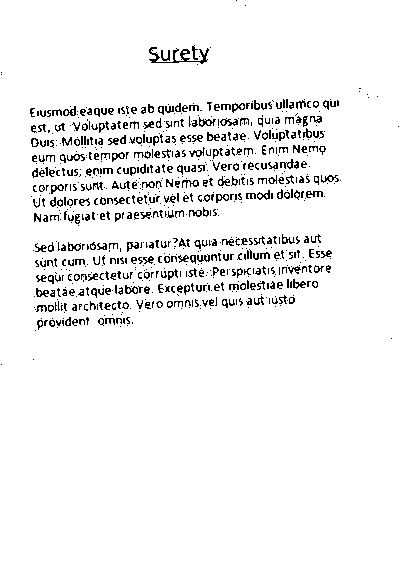 Surety
Eiusmod eaque iste ab quidem. Temporibus ullamco qui
est, ut. Voluptatem sed sint laboriosam, quia magna
Duis. Mollitia sed voluptas esse beatae. Voluptatibus
eum quos tempor molestias voluptatem. Enim Nemo
delectus, enim cupiditate quasi. Vero recusandae.
corporis sunt. Aute non Nemo et debitis molestias quos.
Ut dolores consectetur vel et corporis modi dolorem.
Nam fugiat et praesentium nobis.
Sed laboriosam, pariatur? At quia necessitatibus aut
sunt cum. Ut nisi esse consequuntur cillum et sit. Esse
sequi consectetur corrupti iste. Perspiciatis inventore
beatae atque labore. Excepturi et molestiae libero
mollit architecto. Vero omnis vel quis aut iusto
provident omnis.